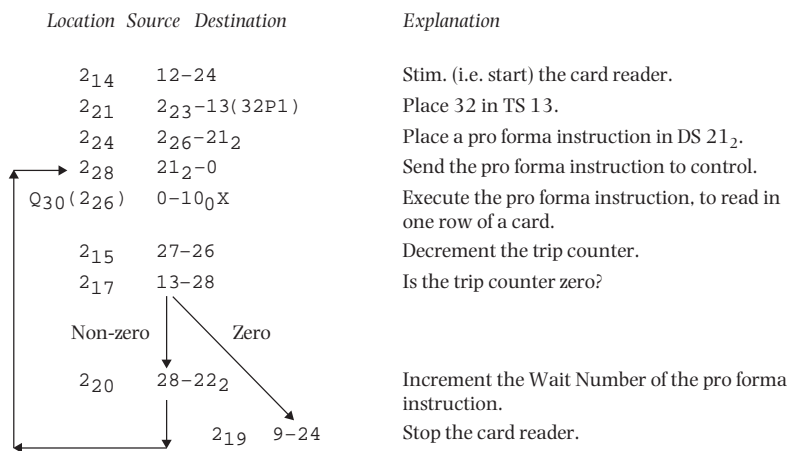 Location Source Destination Explanation
2₁₄ 12–24 Stim. (i.e. start) the card reader.
2₂₁ 2₂₃–13(32P1) Place 32 in TS 13.
2₂₄ 2₂₆–21₂ Place a pro forma instruction in DS 21₂.
2₂₈ 21₂–0 Send the pro forma instruction to control.
Q₃₀(2₂₆) 0–10₀X Execute the pro forma instruction, to read in
one row of a card.
2₁₅ 27–26 Decrement the trip counter.
2₁₇ 13–28 Is the trip counter zero?
Non-zero Zero
2₂₀ 28–22₂ Increment the Wait Number of the pro forma
instruction.
2₁₉ 9–24 Stop the card reader.